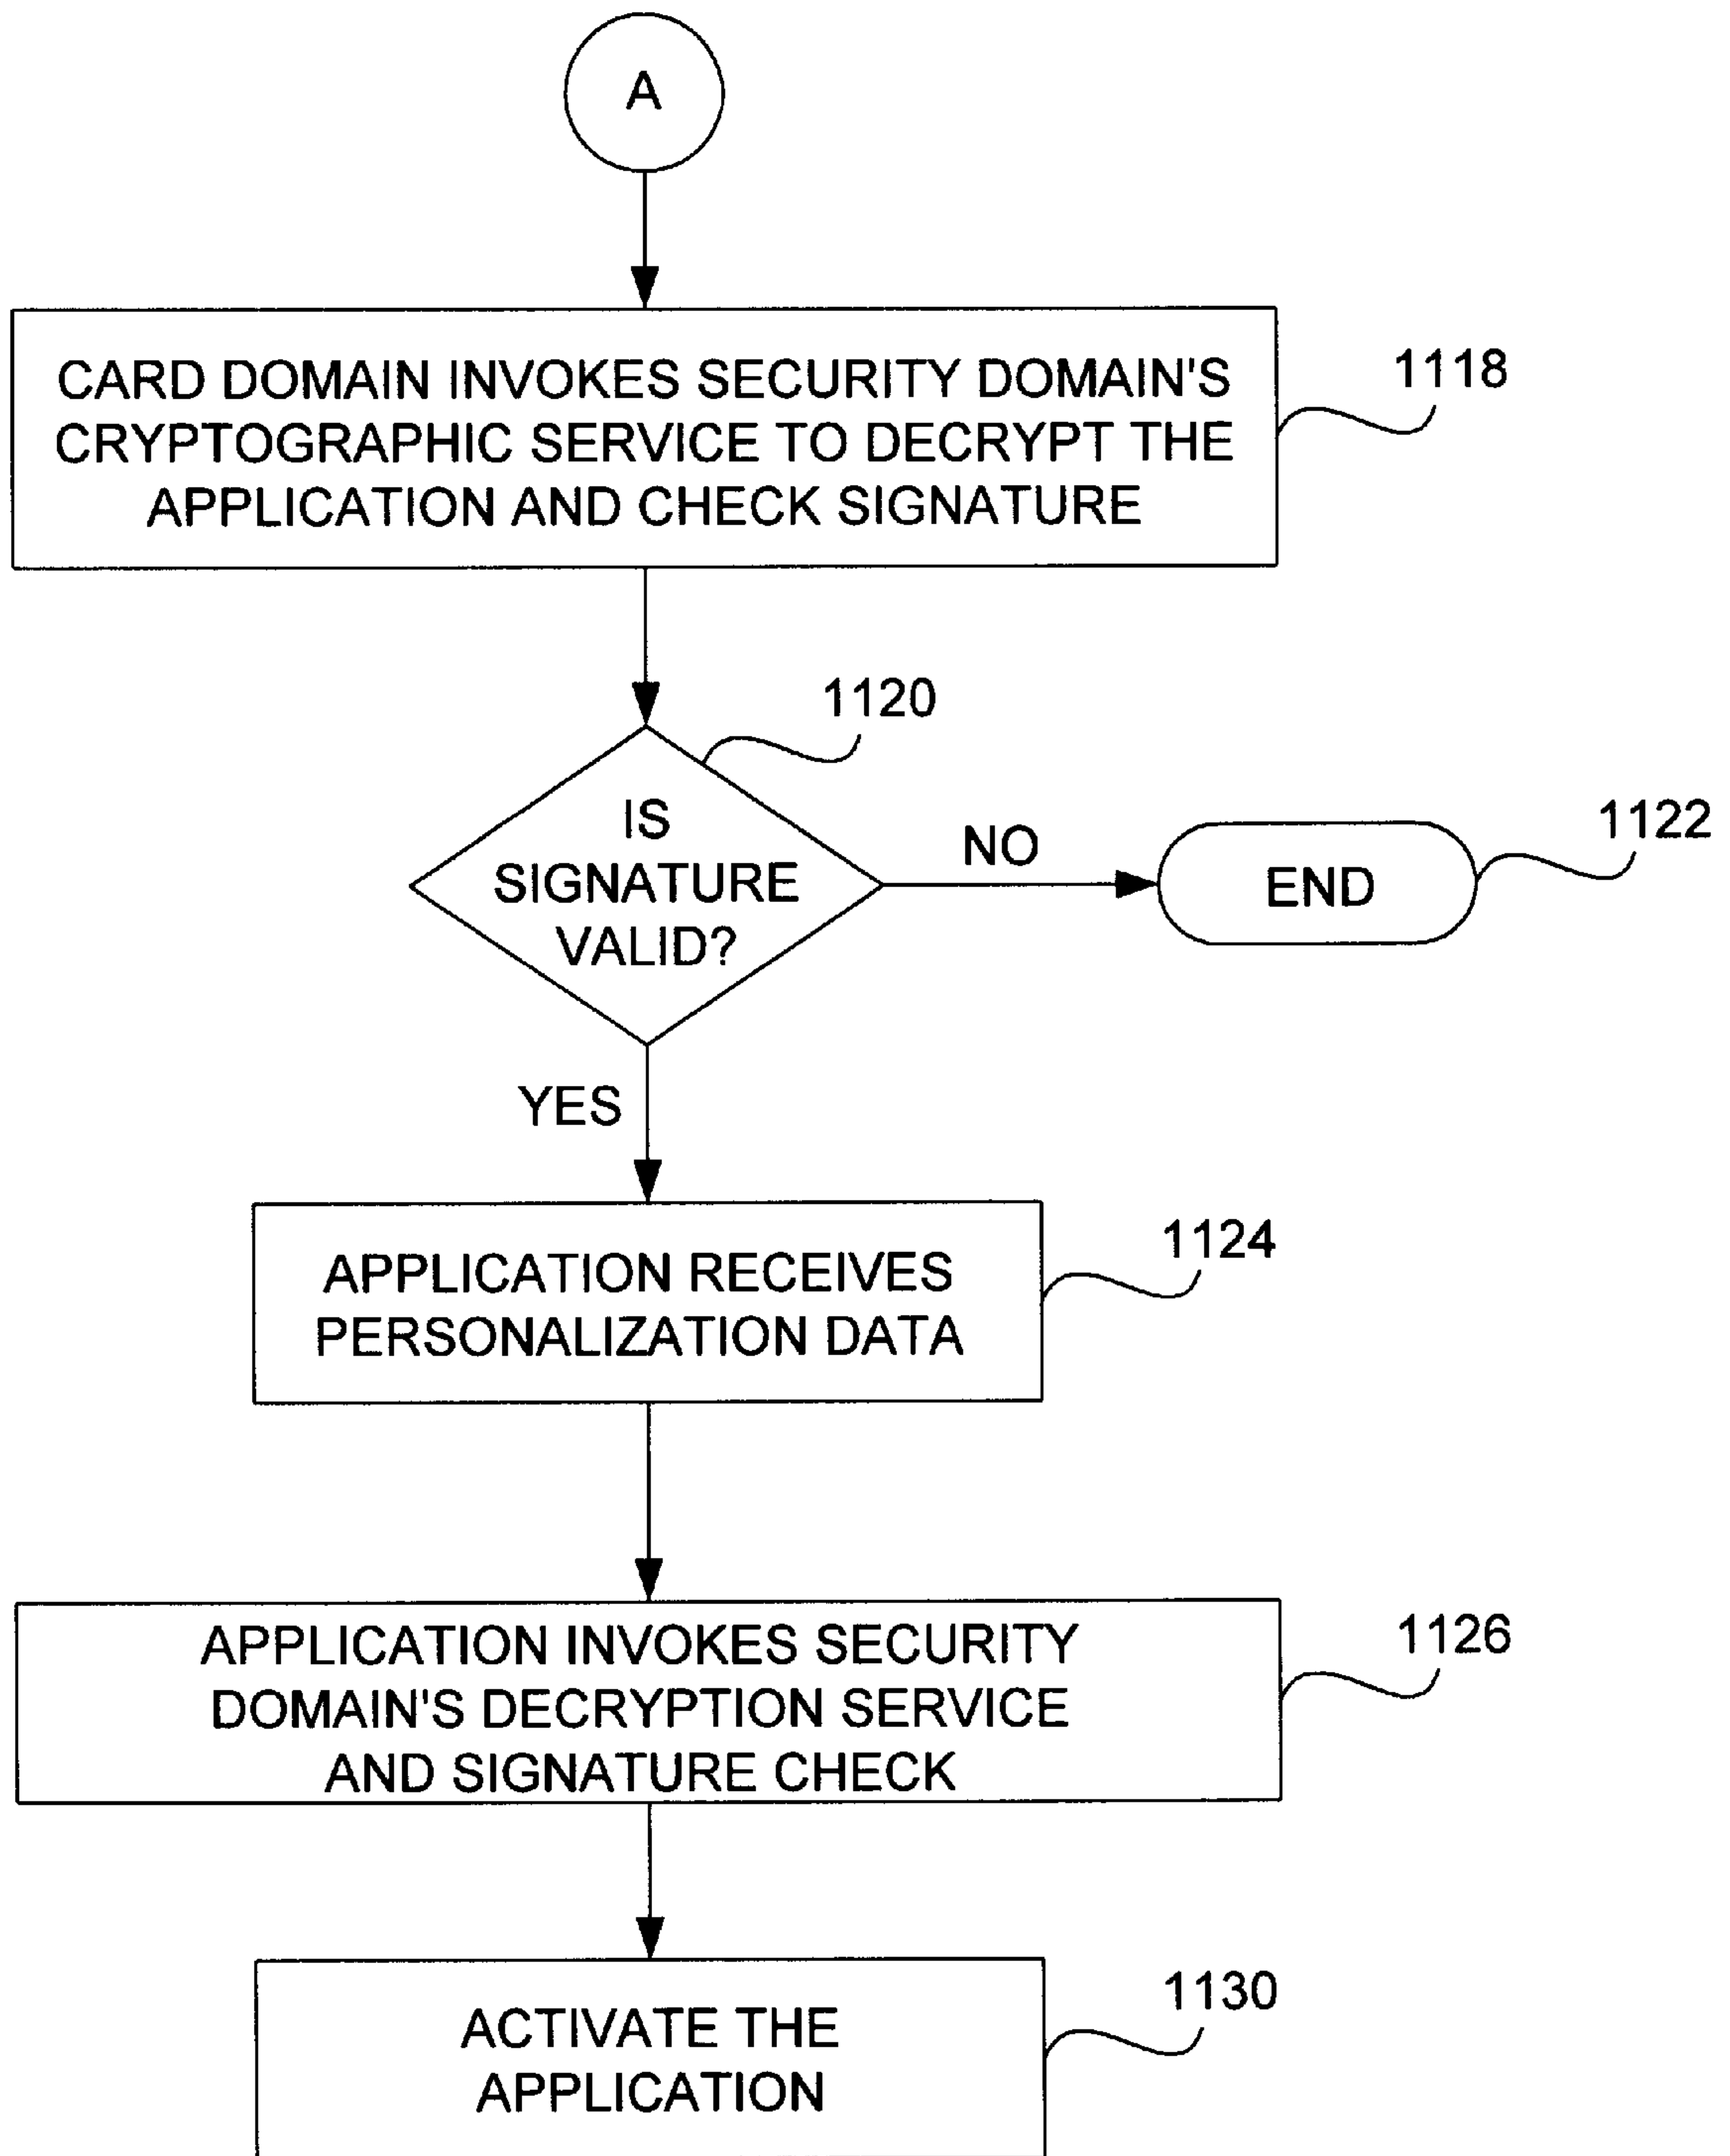 A
CARD DOMAIN INVOKES SECURITY DOMAIN'S
CRYPTOGRAPHIC SERVICE TO DECRYPT THE
APPLICATION AND CHECK SIGNATURE
1118
1120
IS
SIGNATURE
VALID?
NO
END
1122
YES
APPLICATION RECEIVES
PERSONALIZATION DATA
1124
APPLICATION INVOKES SECURITY
DOMAIN'S DECRYPTION SERVICE
AND SIGNATURE CHECK
1126
ACTIVATE THE
APPLICATION
1130